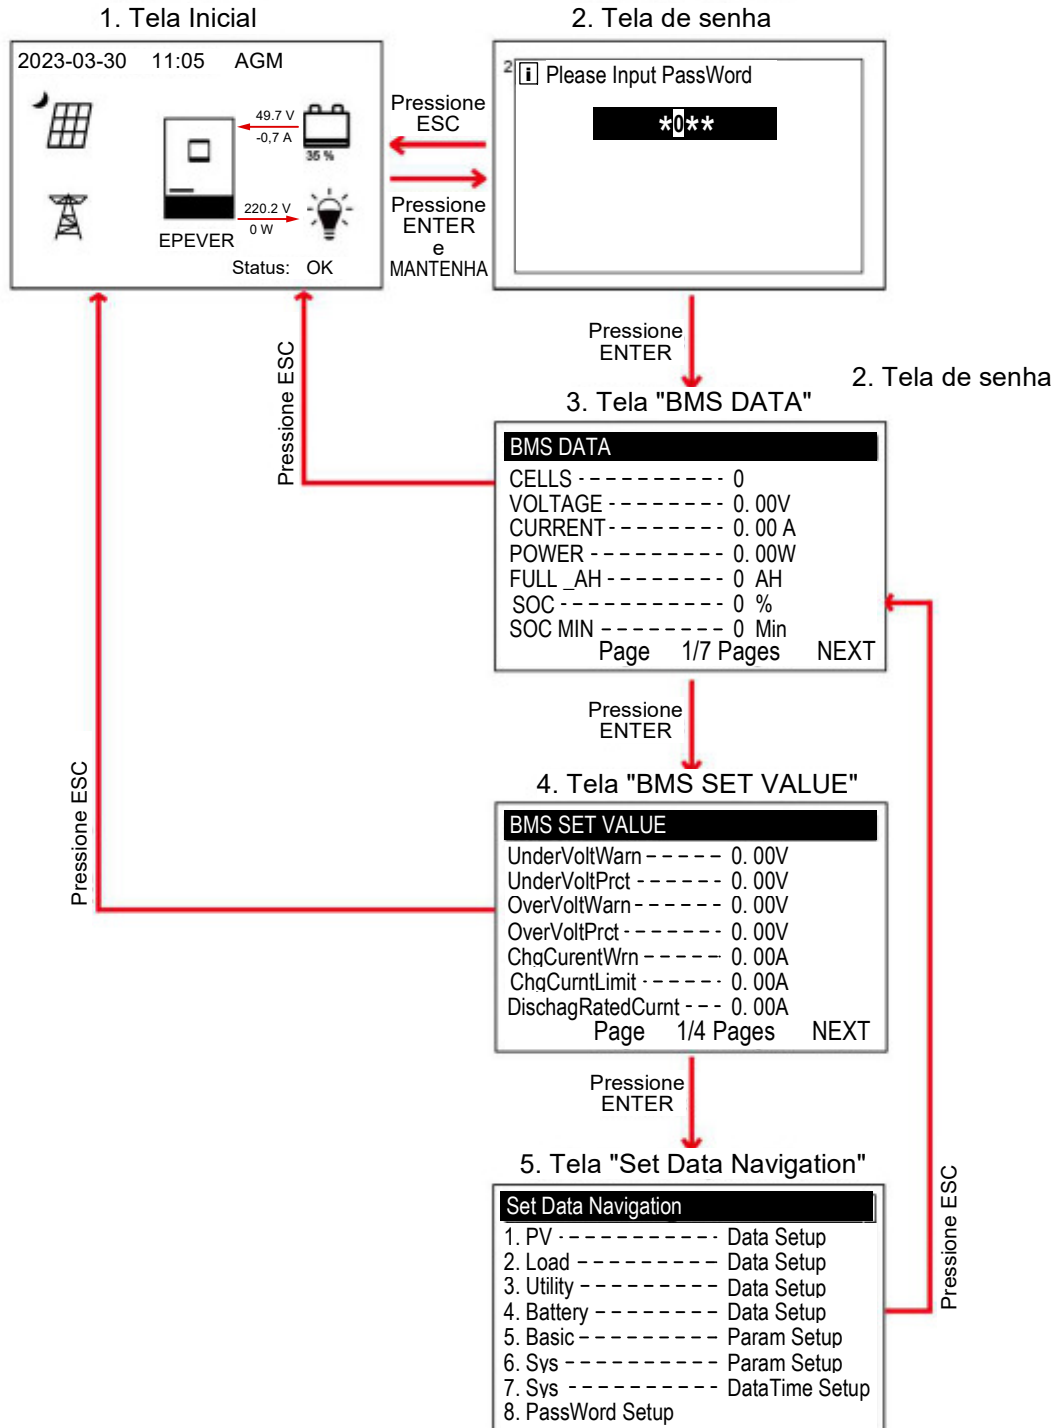 1. Tela Inicial
2. Tela de senha
2023-03-30 11:05 AGM
49.7 V
-0,7 A
35 %
220.2 V
0 W
EPEVER
Status: OK
Pressione
ESC
Pressione
ENTER
e
MANTENHA
2
i Please Input PassWord
*0**
Pressione
ENTER
2. Tela de senha
Pressione ESC
3. Tela "BMS DATA"
BMS DATA
CELLS - - - - - - - - - - 0
VOLTAGE - - - - - - - - 0. 00V
CURRENT - - - - - - - - 0. 00 A
POWER - - - - - - - - - 0. 00W
FULL _AH - - - - - - - - 0 AH
SOC - - - - - - - - - - - 0 %
SOC MIN - - - - - - - - 0 Min
Page 1/7 Pages NEXT
Pressione
ENTER
Pressione ESC
4. Tela "BMS SET VALUE"
BMS SET VALUE
UnderVoltWarn - - - - - 0. 00V
UnderVoltPrct - - - - - - 0. 00V
OverVoltWarn - - - - - - 0. 00V
OverVoltPrct - - - - - - - 0. 00V
ChgCurentWrn - - - - - 0. 00A
ChgCurntLimit - - - - - - 0. 00A
DischagRatedCurnt - - - 0. 00A
Page 1/4 Pages NEXT
Pressione
ENTER
5. Tela "Set Data Navigation"
Set Data Navigation
1. PV - - - - - - - - - - - Data Setup
2. Load - - - - - - - - - - Data Setup
3. Utility - - - - - - - - - - Data Setup
4. Battery - - - - - - - - Data Setup
5. Basic - - - - - - - - - Param Setup
6. Sys - - - - - - - - - - Param Setup
7. Sys - - - - - - - - - - DataTime Setup
8. PassWord Setup
Pressione ESC